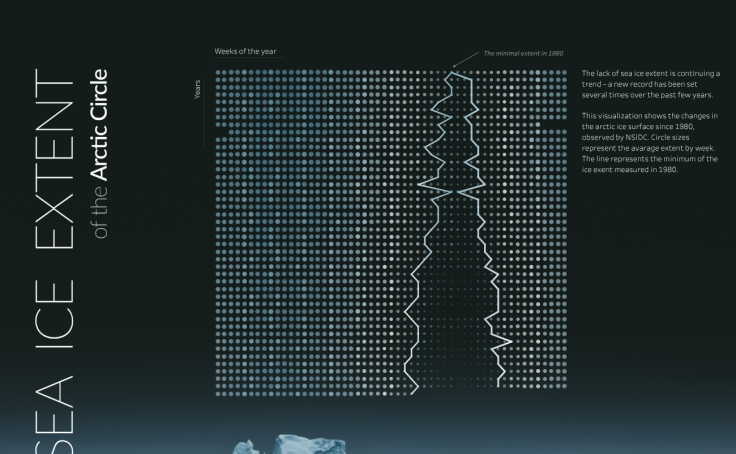 SEA ICE EXTENT
of the Arctic Circle
Weeks of the year
Years
The minimal extent in 1980
The lack of sea ice extent is continuing a
trend – a new record has been set
several times over the past few years.
This visualization shows the changes in
the arctic ice surface since 1980,
observed by NSIDC. Circle sizes
represent the avarage extent by week.
The line represents the minimum of the
ice exent measured in 1980.